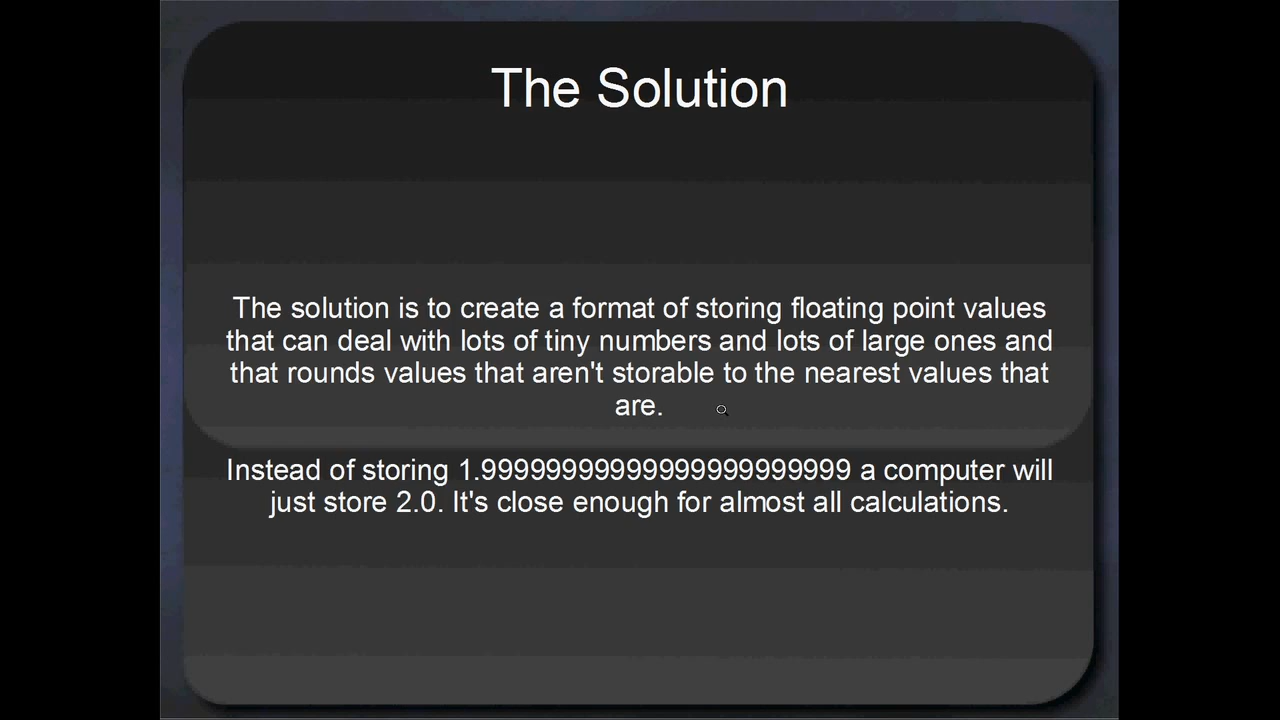 The Solution
The solution is to create a format of storing floating point values
that can deal with lots of tiny numbers and lots of large ones and
that rounds values that aren't storable to the nearest values that
are.
Instead of storing 1.99999999999999999999999 a computer will
just store 2.0. It's close enough for almost all calculations.